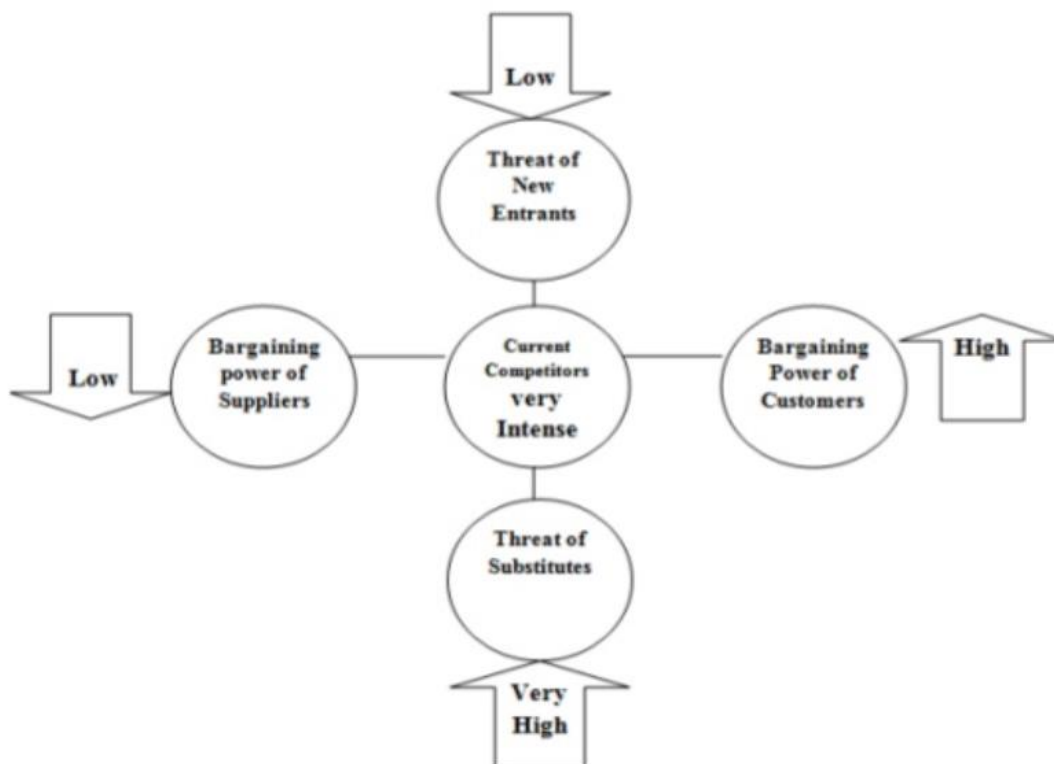 Low
Threat of
New
Entrants
Low
Bargaining
power of
Suppliers
Current
Competitors
very
Intense
Bargaining
Power of
Customers
High
Threat of
Substitutes
Very
High